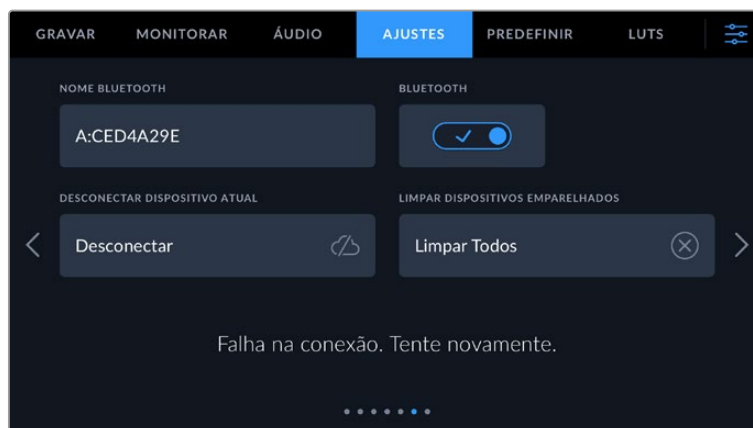 GRAVAR MONITORAR ÁUDIO AJUSTES PREDEFINIR LUTS
NOME BLUETOOTH BLUETOOTH
A:CED4A29E
DESCONECTAR DISPOSITIVO ATUAL LIMPAR DISPOSITIVOS EMPARELHADOS
Desconectar Limpar Todos
Falha na conexão. Tente novamente.